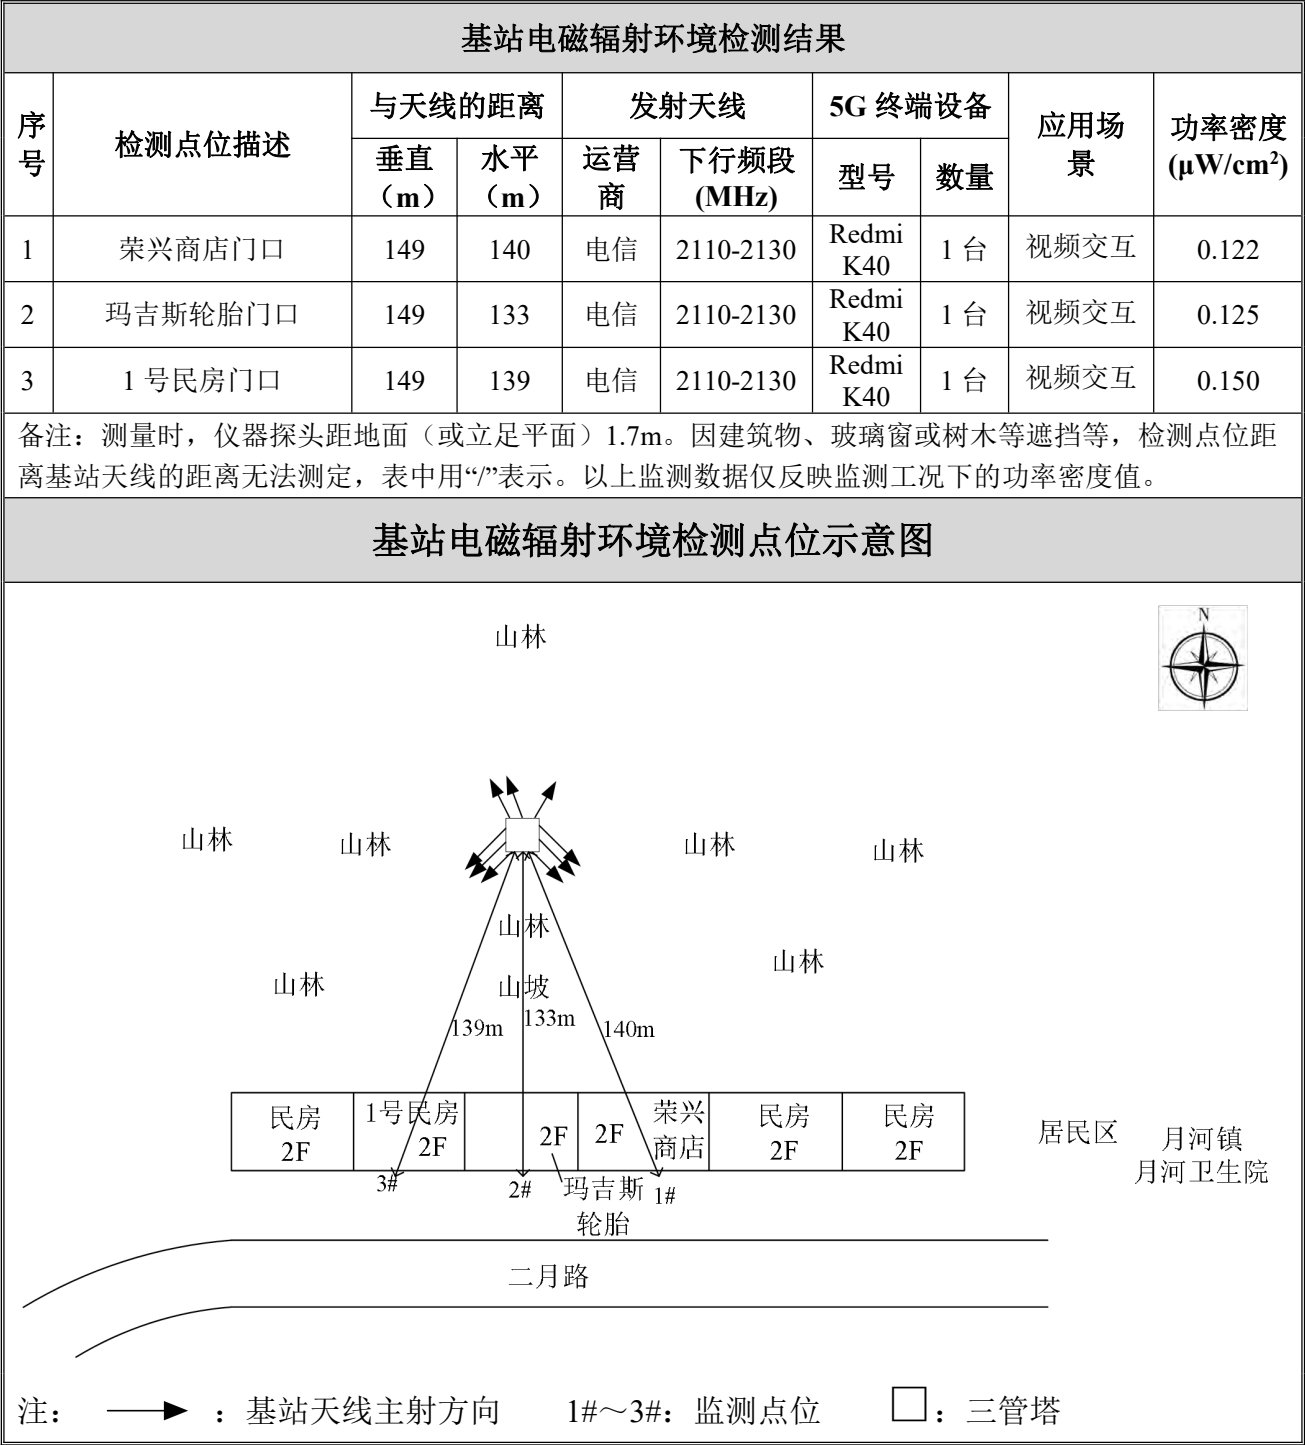 基站电磁辐射环境检测结果
序号 检测点位描述 与天线的距离 发射天线 5G 终端设备 应用场景 功率密度(μW/cm²)
垂直（m） 水平（m） 运营商 下行频段(MHz) 型号 数量
1 荣兴商店门口 149 140 电信 2110-2130 Redmi K40 1 台 视频交互 0.122
2 玛吉斯轮胎门口 149 133 电信 2110-2130 Redmi K40 1 台 视频交互 0.125
3 1 号民房门口 149 139 电信 2110-2130 Redmi K40 1 台 视频交互 0.150
备注：测量时，仪器探头距地面（或立足平面）1.7m。因建筑物、玻璃窗或树木等遮挡等，检测点位距
离基站天线的距离无法测定，表中用“/”表示。以上监测数据仅反映监测工况下的功率密度值。
基站电磁辐射环境检测点位示意图
N
山林
山林 山林 山林 山林
山林
山林 山坡 山林
139m 133m 140m
民房 1号民房 荣兴 民房 民房
2F 2F 2F 2F 商店 2F 2F
居民区 月河镇
月河卫生院
3# 2# 玛吉斯 1#
轮胎
二月路
注： ：基站天线主射方向 1#～3#：监测点位 ：三管塔